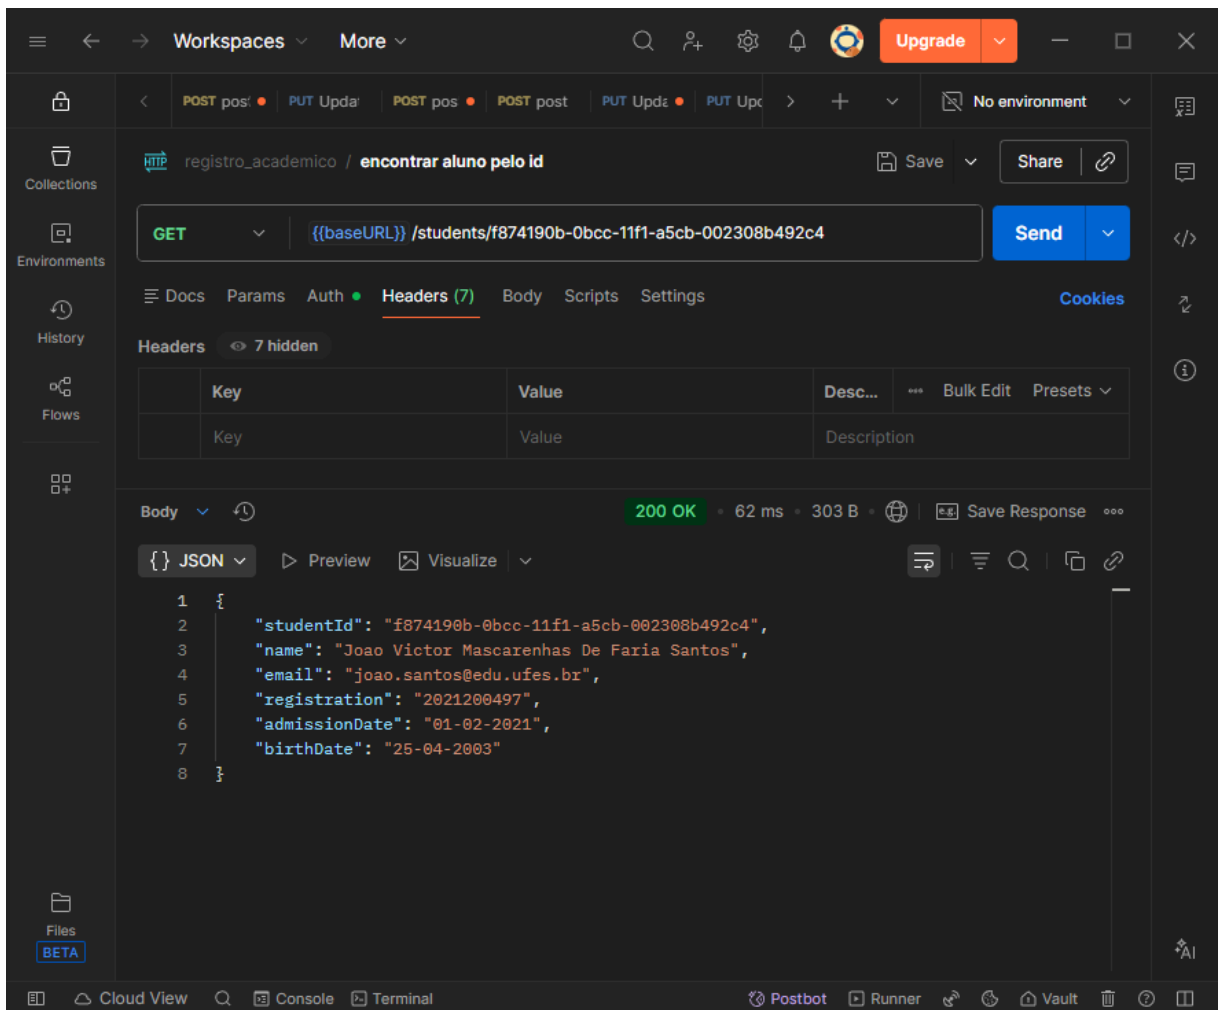 Workspaces More Upgrade
POST pos PUT Upda POST pos POST post PUT Upda PUT Upd No environment
HTTP registro_academico / encontrar aluno pelo id Save Share
Collections
GET {{baseURL}} /students/f874190b-0bcc-11f1-a5cb-002308b492c4 Send
Environments
Docs Params Auth Headers (7) Body Scripts Settings Cookies
History
Headers 7 hidden
Key Value Desc... Bulk Edit Presets
Flows
Key Value Description
Body 200 OK • 62 ms • 303 B • e.g. Save Response
{} JSON Preview Visualize
1 {
2 "studentId": "f874190b-0bcc-11f1-a5cb-002308b492c4",
3 "name": "Joao Victor Mascarenhas De Faria Santos",
4 "email": "joao.santos@edu.ufes.br",
5 "registration": "2021200497",
6 "admissionDate": "01-02-2021",
7 "birthDate": "25-04-2003"
8 }
Files
BETA
AI
Cloud View Console Terminal Postbot Runner Vault